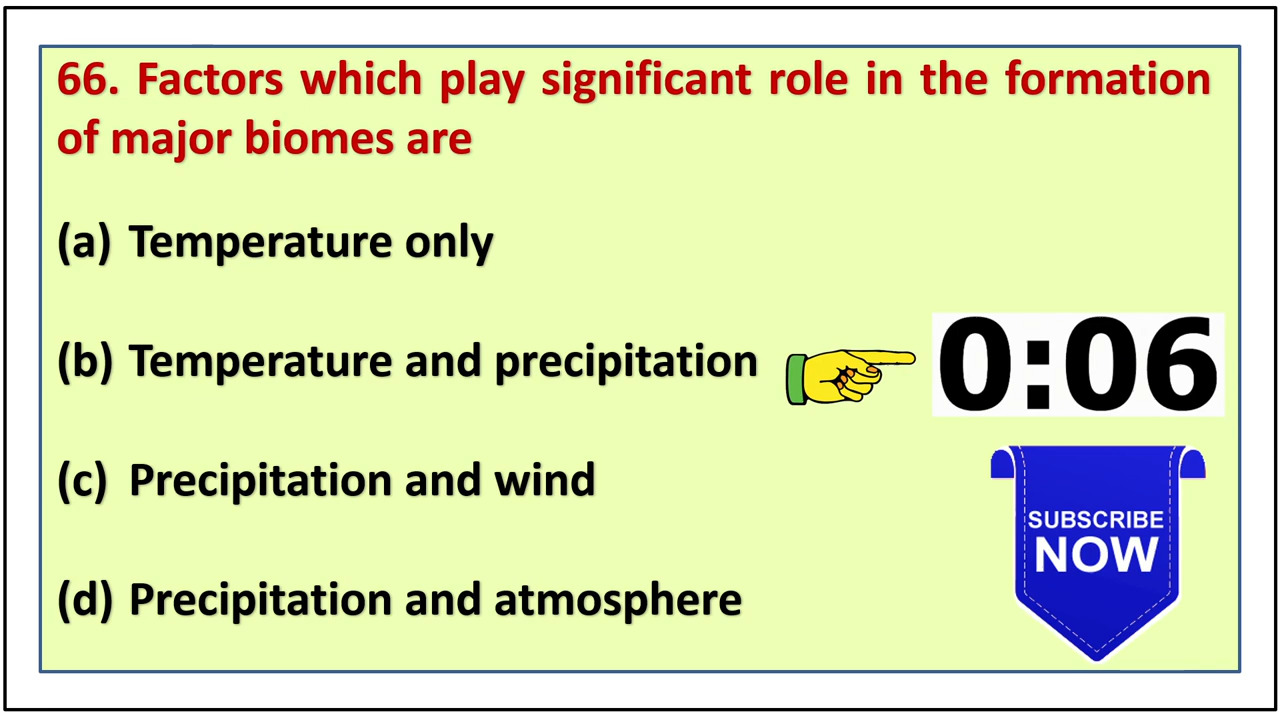 66. Factors which play significant role in the formation
of major biomes are
(a) Temperature only
(b) Temperature and precipitation
0:06
(c) Precipitation and wind
SUBSCRIBE
NOW
(d) Precipitation and atmosphere